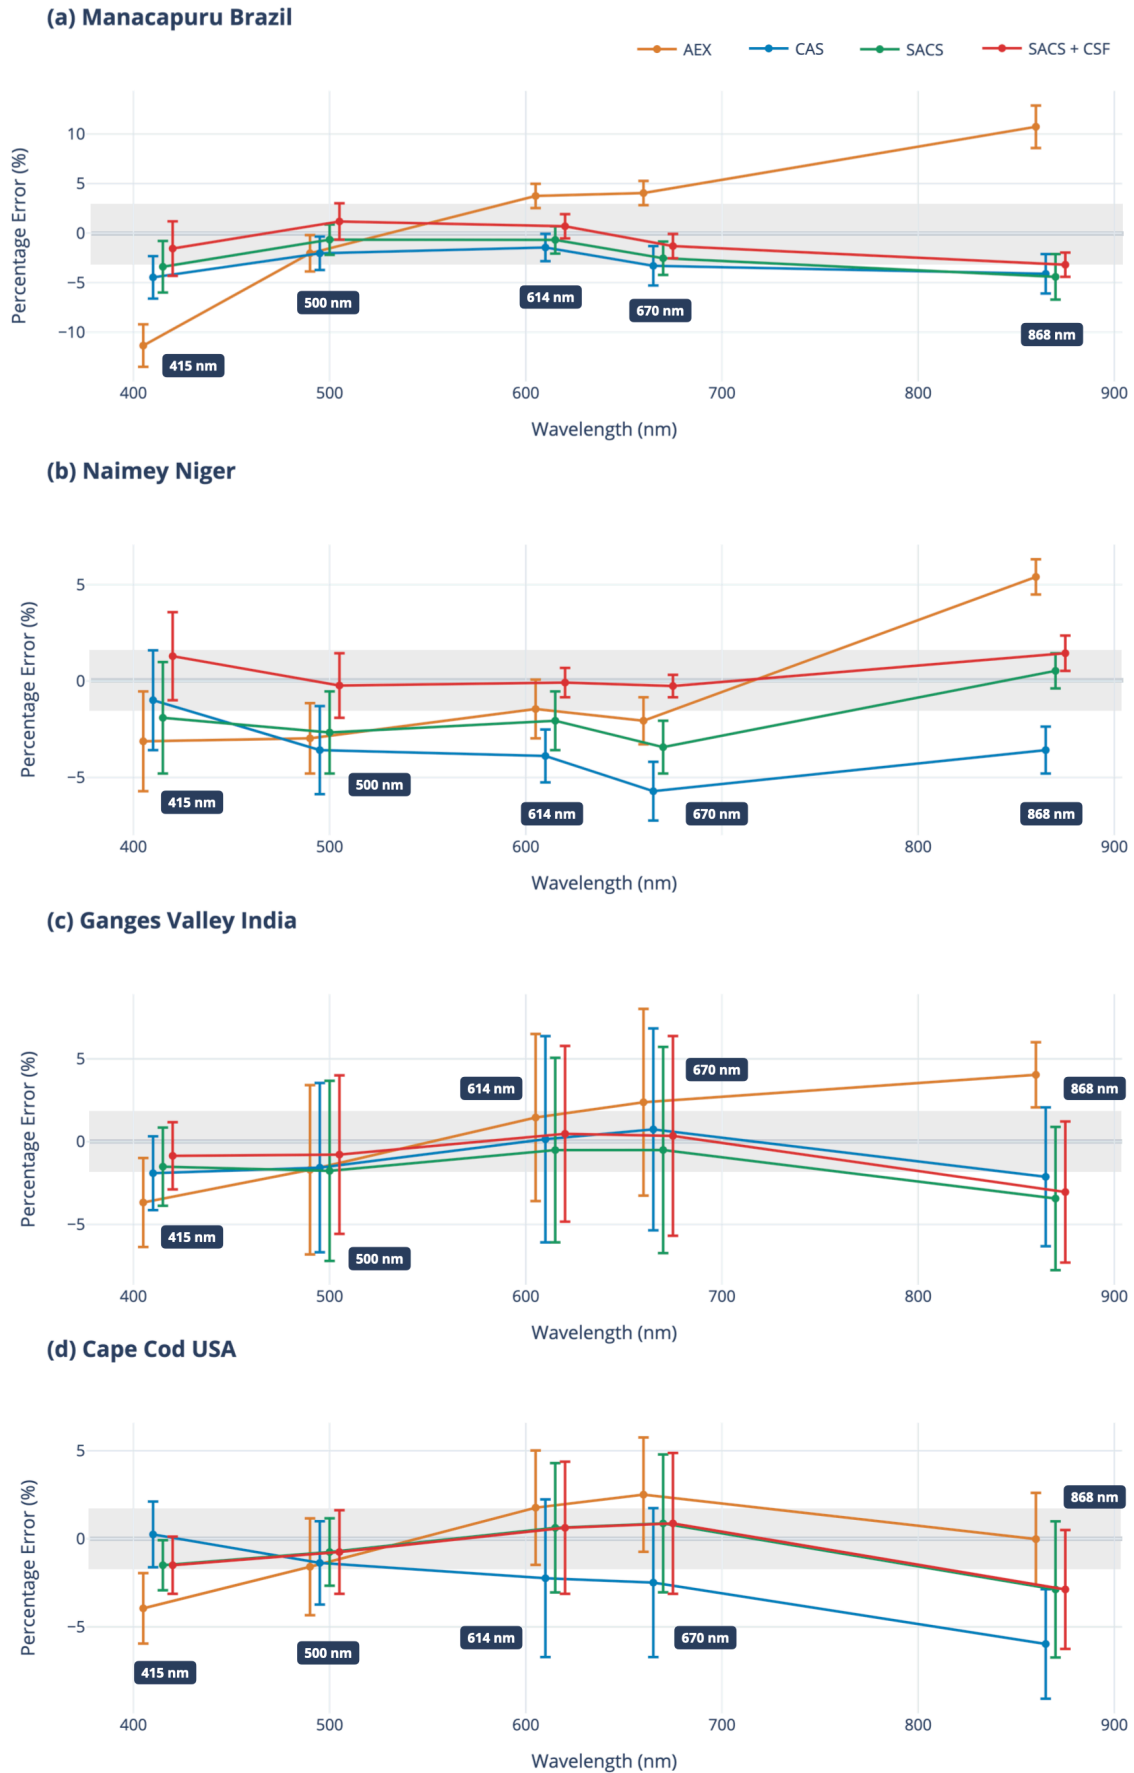 (a) Manacapuru Brazil
AEX CAS SACS SACS + CSF
10
5
0
−5
−10
Percentage Error (%)
415 nm
500 nm
614 nm
670 nm
868 nm
400 500 600 700 800 900
Wavelength (nm)
(b) Naimey Niger
5
0
−5
Percentage Error (%)
415 nm
500 nm
614 nm
670 nm
868 nm
400 500 600 700 800 900
Wavelength (nm)
(c) Ganges Valley India
5
0
−5
Percentage Error (%)
415 nm
500 nm
614 nm
670 nm
868 nm
400 500 600 700 800 900
Wavelength (nm)
(d) Cape Cod USA
5
0
−5
Percentage Error (%)
415 nm
500 nm
614 nm
670 nm
868 nm
400 500 600 700 800 900
Wavelength (nm)